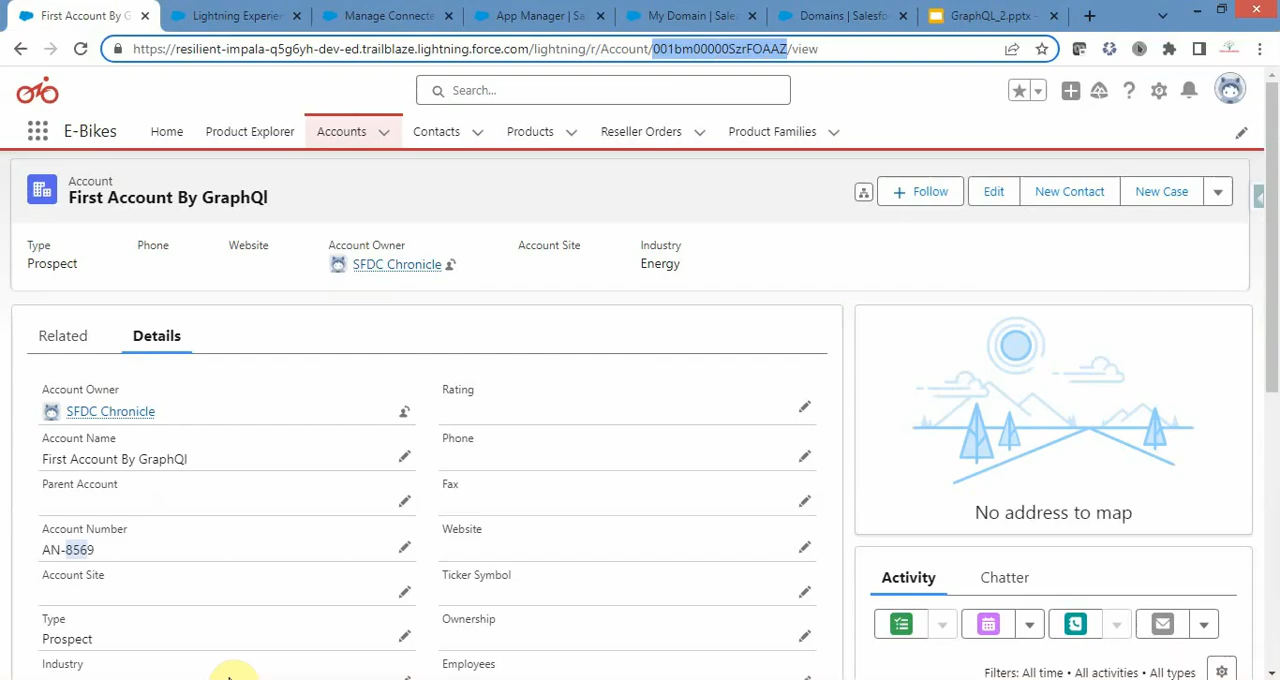 First Account By G
Lightning Experie
Manage Connecte
App Manager | Sa
My Domain | Sales
Domains | Salesfo
GraphQL_2.pptx -
https://resilient-impala-q5g6yh-dev-ed.trailblaze.lightning.force.com/lightning/r/Account/001bm00000SzrFOAAZ/view
Search...
E-Bikes
Home
Product Explorer
Accounts
Contacts
Products
Reseller Orders
Product Families
Account
First Account By GraphQl
Follow
Edit
New Contact
New Case
Type
Phone
Website
Account Owner
Account Site
Industry
Prospect
SFDC Chronicle
Energy
Related
Details
Account Owner
Rating
SFDC Chronicle
Account Name
Phone
First Account By GraphQl
Parent Account
Fax
Account Number
Website
AN-8569
Account Site
Ticker Symbol
Type
Ownership
Prospect
Industry
Employees
No address to map
Activity
Chatter
Filters: All time • All activities • All types